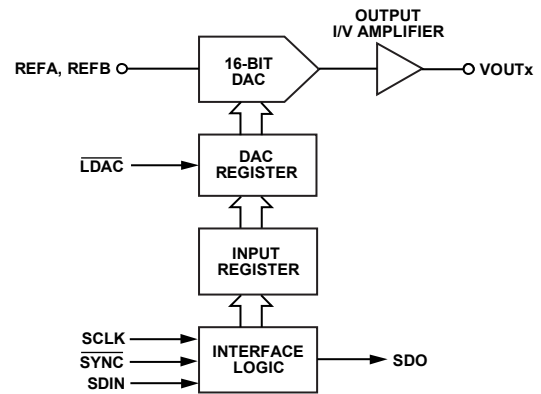 OUTPUT
I/V AMPLIFIER
REFA, REFB
16-BIT
DAC
VOUTx
LDAC
DAC
REGISTER
INPUT
REGISTER
SCLK
SYNC
SDIN
INTERFACE
LOGIC
SDO